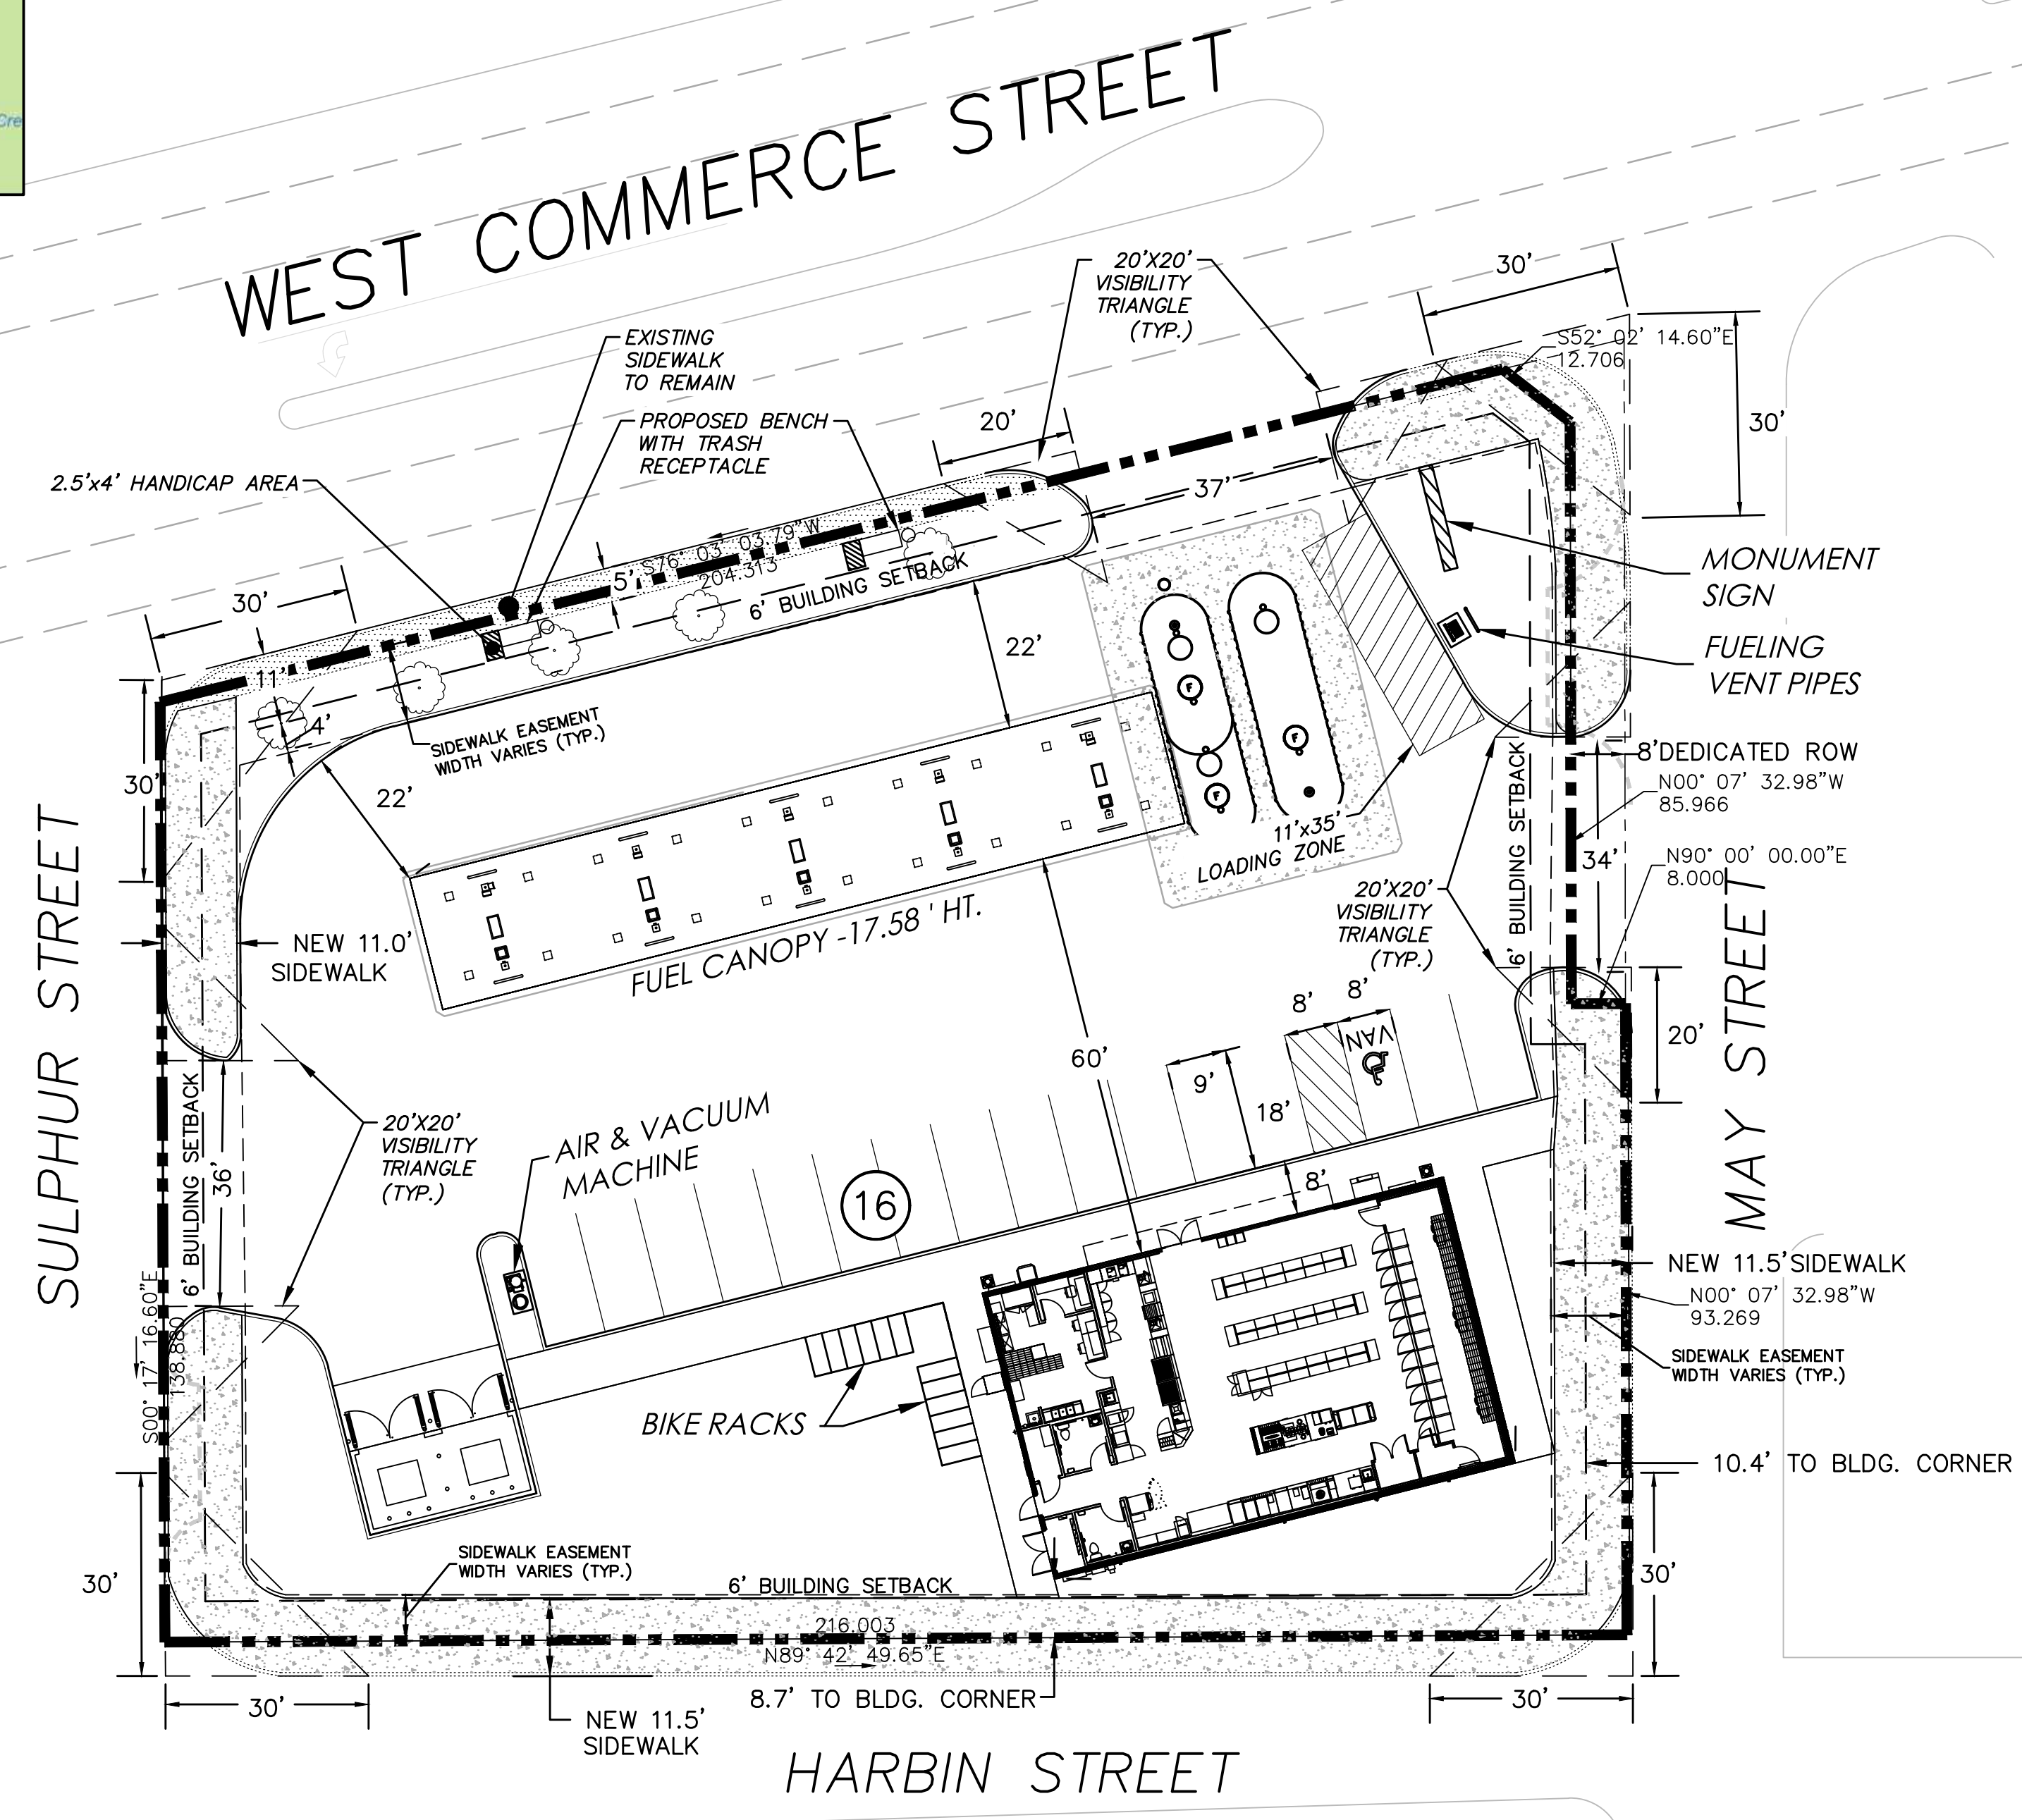 WEST COMMERCE STREET
20'X20'
VISIBILITY
TRIANGLE
(TYP.)
30'
S52° 02' 14.60"E
12.706
30'
EXISTING
SIDEWALK
TO REMAIN
PROPOSED BENCH
WITH TRASH
RECEPTACLE
20'
37'
2.5'x4' HANDICAP AREA
S76° 03' 03.79"W
204.313
5'
6' BUILDING SETBACK
30'
11'
4'
SIDEWALK EASEMENT
WIDTH VARIES (TYP.)
22'
22'
MONUMENT
SIGN
FUELING
VENT PIPES
F
F
F
11'x35'
LOADING ZONE
8'DEDICATED ROW
N00° 07' 32.98"W
85.966
34'
N90° 00' 00.00"E
8.000
6' BUILDING SETBACK
20'X20'
VISIBILITY
TRIANGLE
(TYP.)
30'
NEW 11.0'
SIDEWALK
FUEL CANOPY -17.58 ' HT.
SULPHUR STREET
MAY STREET
60'
8'
8'
VAN
9'
18'
8'
20'
6' BUILDING SETBACK
36'
20'X20'
VISIBILITY
TRIANGLE
(TYP.)
AIR & VACUUM
MACHINE
16
NEW 11.5'SIDEWALK
N00° 07' 32.98"W
93.269
SIDEWALK EASEMENT
WIDTH VARIES (TYP.)
S00° 17' 16.60"E
138.880
BIKE RACKS
10.4' TO BLDG. CORNER
30'
SIDEWALK EASEMENT
WIDTH VARIES (TYP.)
6' BUILDING SETBACK
30'
216.003
N89° 42' 49.65"E
30'
8.7' TO BLDG. CORNER
30'
NEW 11.5'
SIDEWALK
HARBIN STREET